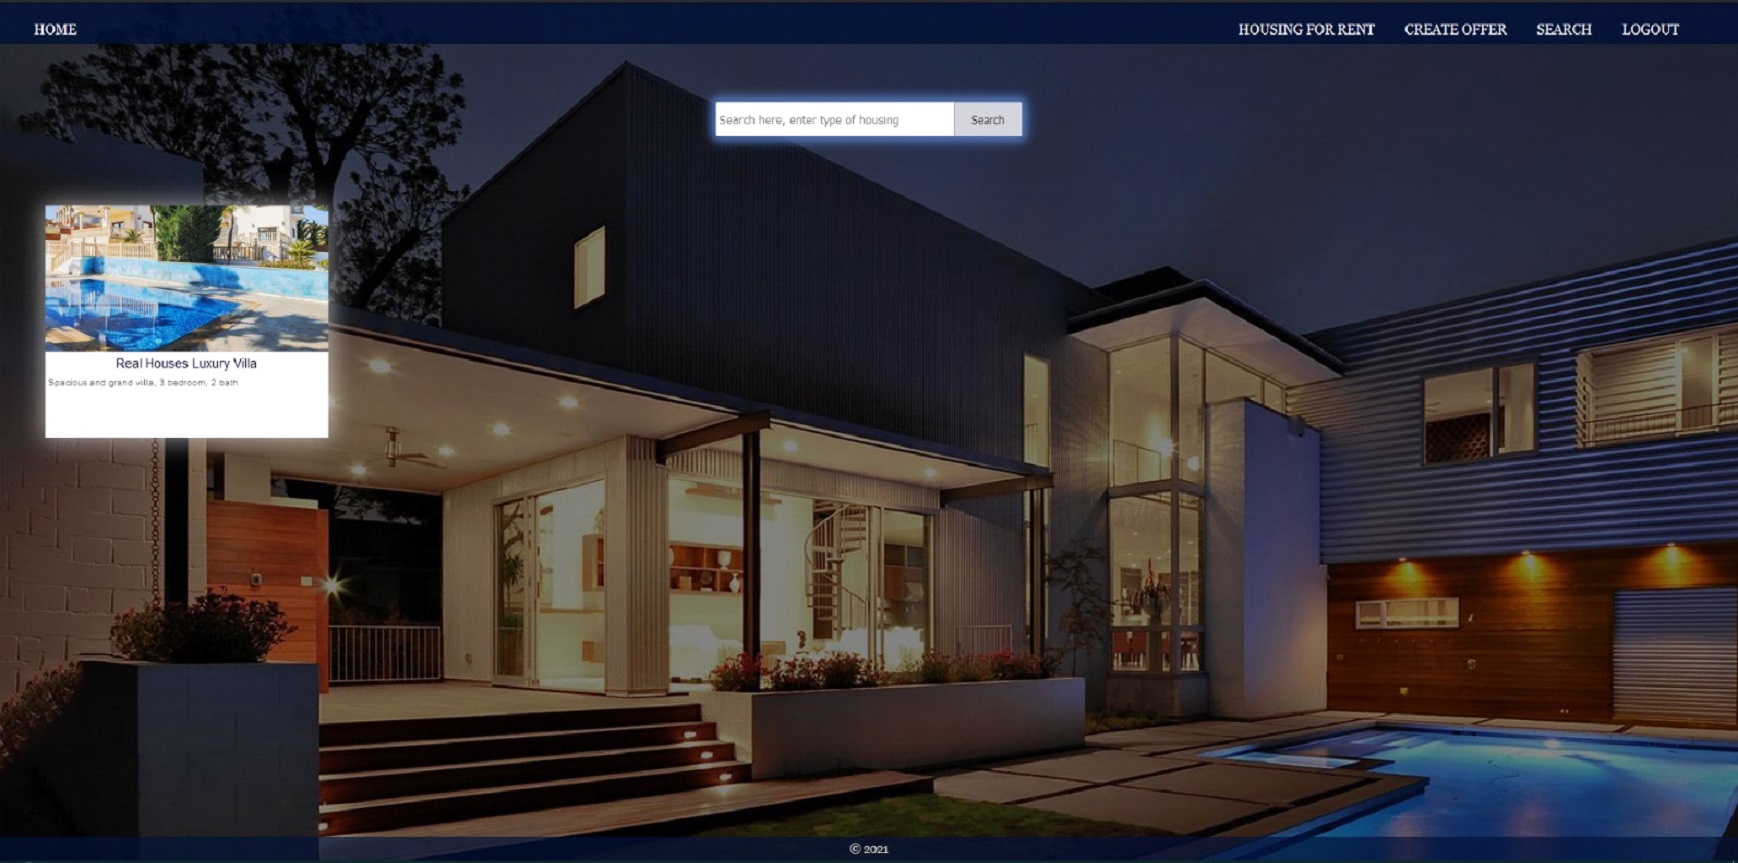 HOME
HOUSING FOR RENT
CREATE OFFER
SEARCH
LOGOUT
Search here, enter type of housing
Search
Real Houses Luxury Villa
Spacious and grand villa, 3 bedroom, 2 bath
© 2021